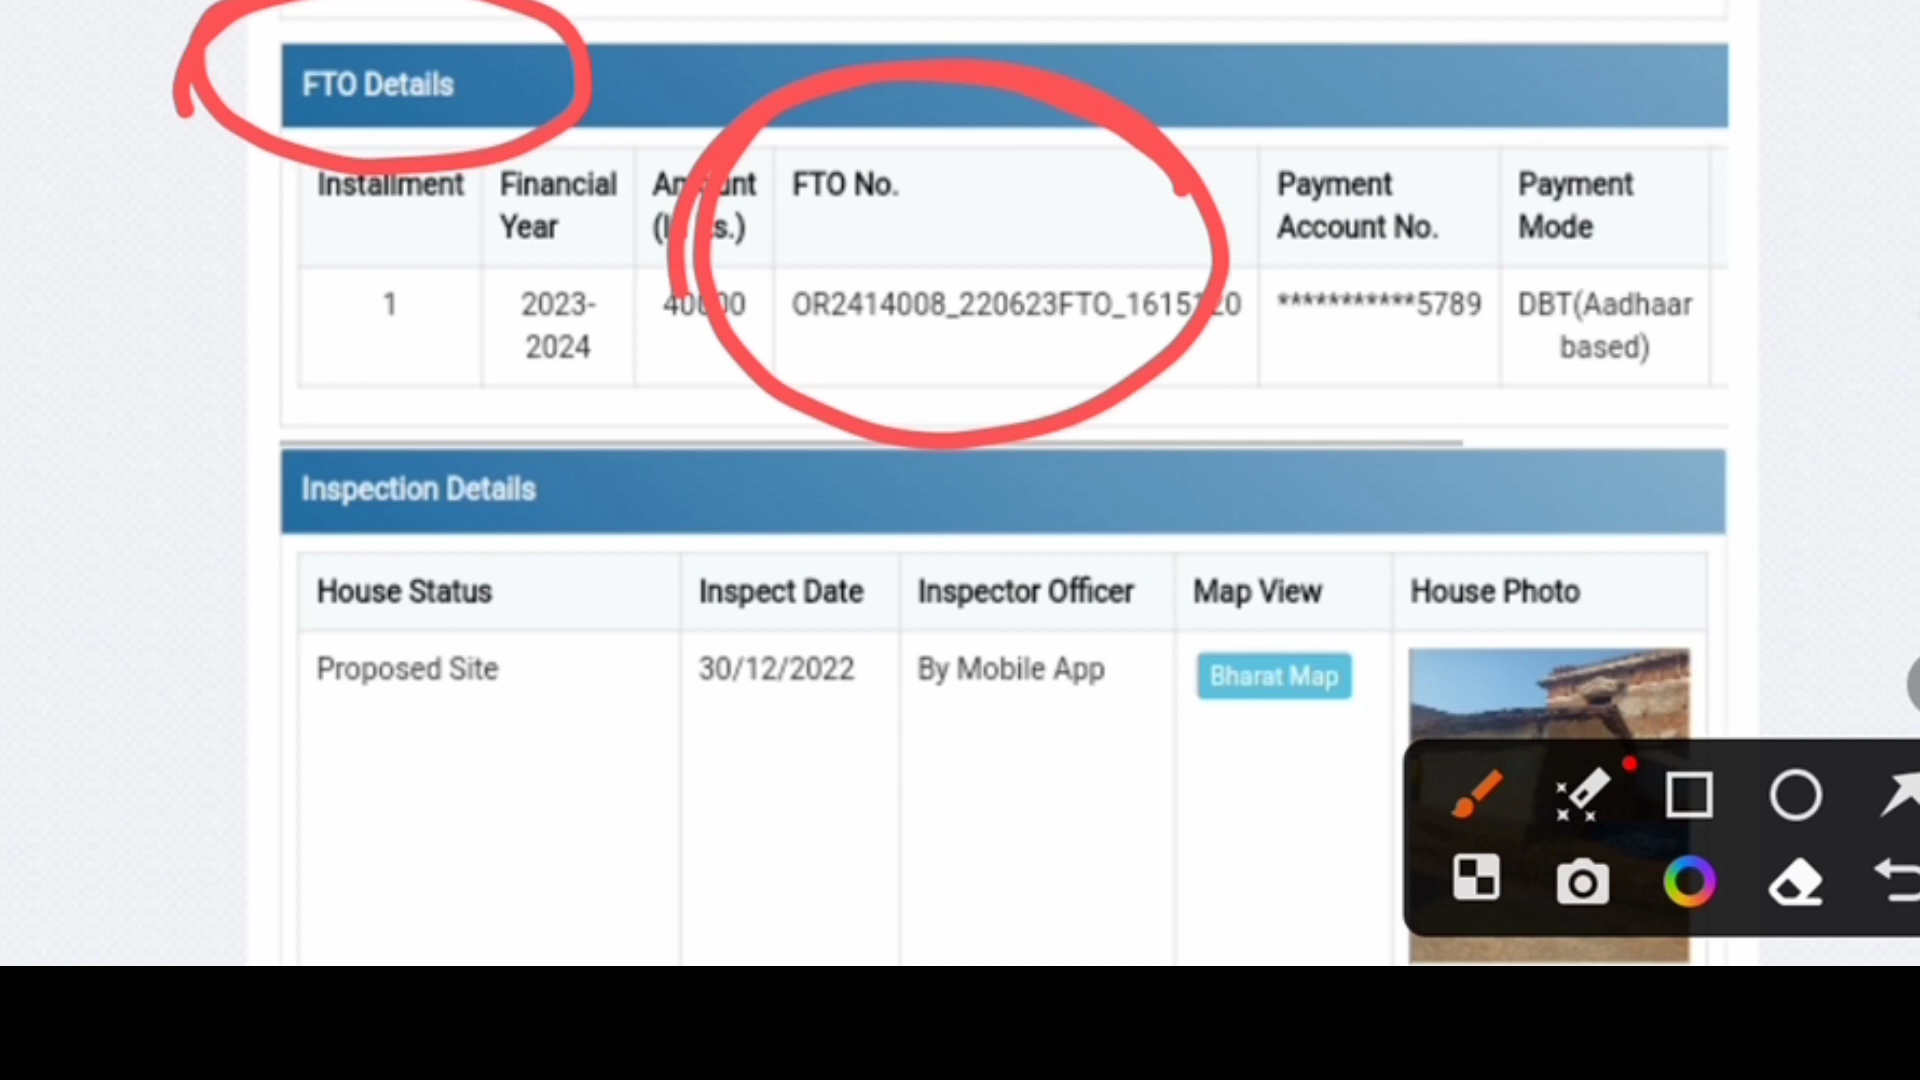 FTO Details
Installment Financial Year FTO No. Payment Account No. Payment Mode
1 2023-2024 ***********5789 DBT(Aadhaar based)
Inspection Details
House Status Inspect Date Inspector Officer Map View House Photo
Proposed Site 30/12/2022 By Mobile App Bharat Map